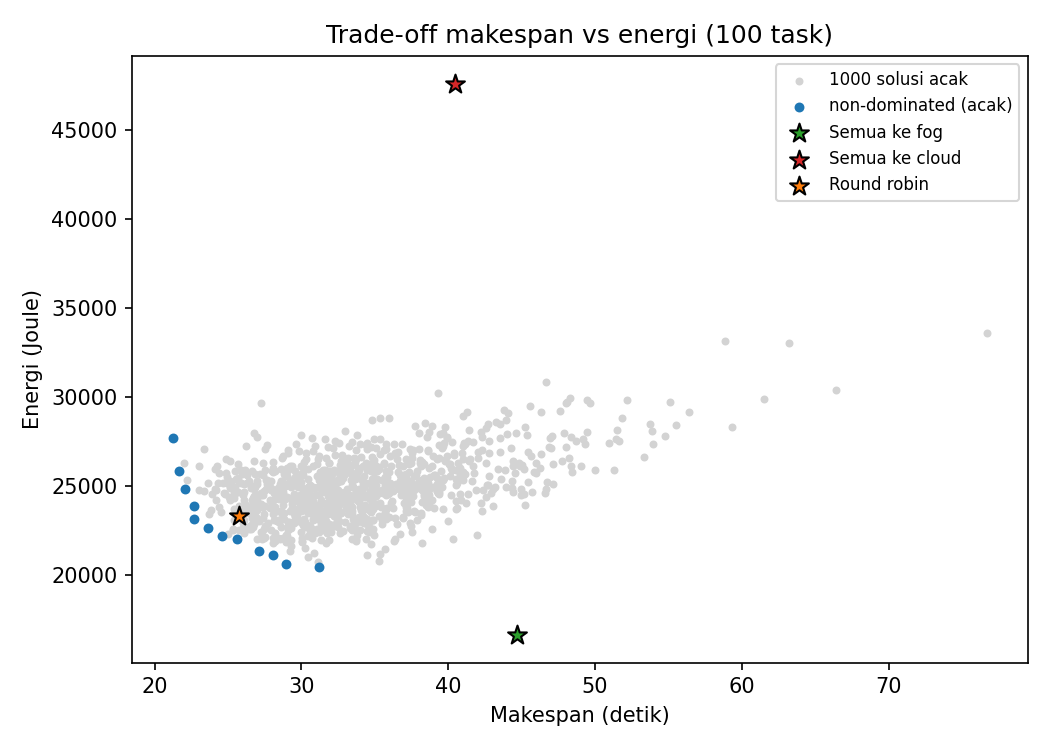 Trade-off makespan vs energi (100 task)
1000 solusi acak
non-dominated (acak)
Semua ke fog
Semua ke cloud
Round robin
Energi (Joule)
45000
40000
35000
30000
25000
20000
20 30 40 50 60 70
Makespan (detik)